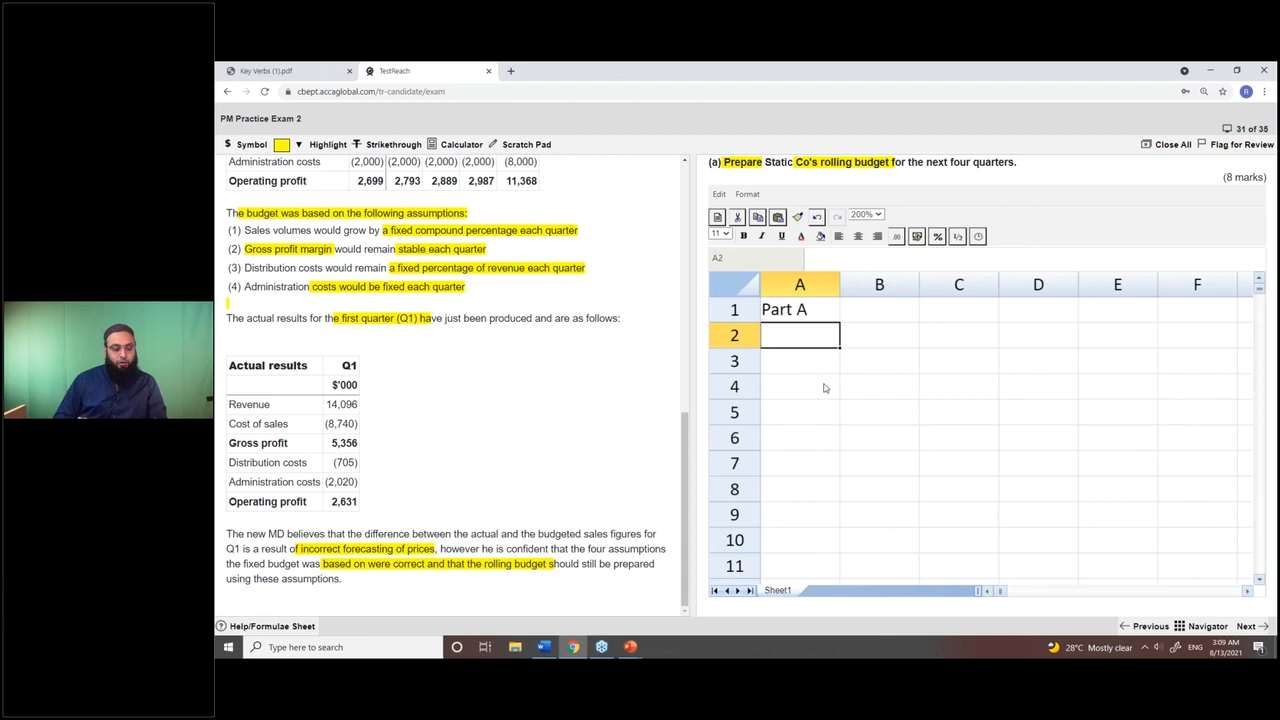 Key Verbs (1).pdf
TestReach
cbept.accaglobal.com/tr-candidate/exam
PM Practice Exam 2
31 of 35
Symbol Highlight Strikethrough Calculator Scratch Pad
Close All Flag for Review
Administration costs (2,000) (2,000) (2,000) (2,000) (8,000)
Operating profit 2,699 2,793 2,889 2,987 11,368
The budget was based on the following assumptions:
(1) Sales volumes would grow by a fixed compound percentage each quarter
(2) Gross profit margin would remain stable each quarter
(3) Distribution costs would remain a fixed percentage of revenue each quarter
(4) Administration costs would be fixed each quarter
The actual results for the first quarter (Q1) have just been produced and are as follows:
Actual results Q1
$'000
Revenue 14,096
Cost of sales (8,740)
Gross profit 5,356
Distribution costs (705)
Administration costs (2,020)
Operating profit 2,631
The new MD believes that the difference between the actual and the budgeted sales figures for
Q1 is a result of incorrect forecasting of prices, however he is confident that the four assumptions
the fixed budget was based on were correct and that the rolling budget should still be prepared
using these assumptions.
(a) Prepare Static Co's rolling budget for the next four quarters.
(8 marks)
Edit Format
200%
11 B I U A
A2
A B C D E F
1 Part A
2
3
4
5
6
7
8
9
10
11
Sheet1
Help/Formulae Sheet
Previous Navigator Next
Type here to search
28°C Mostly clear ENG
3:09 AM
8/13/2021